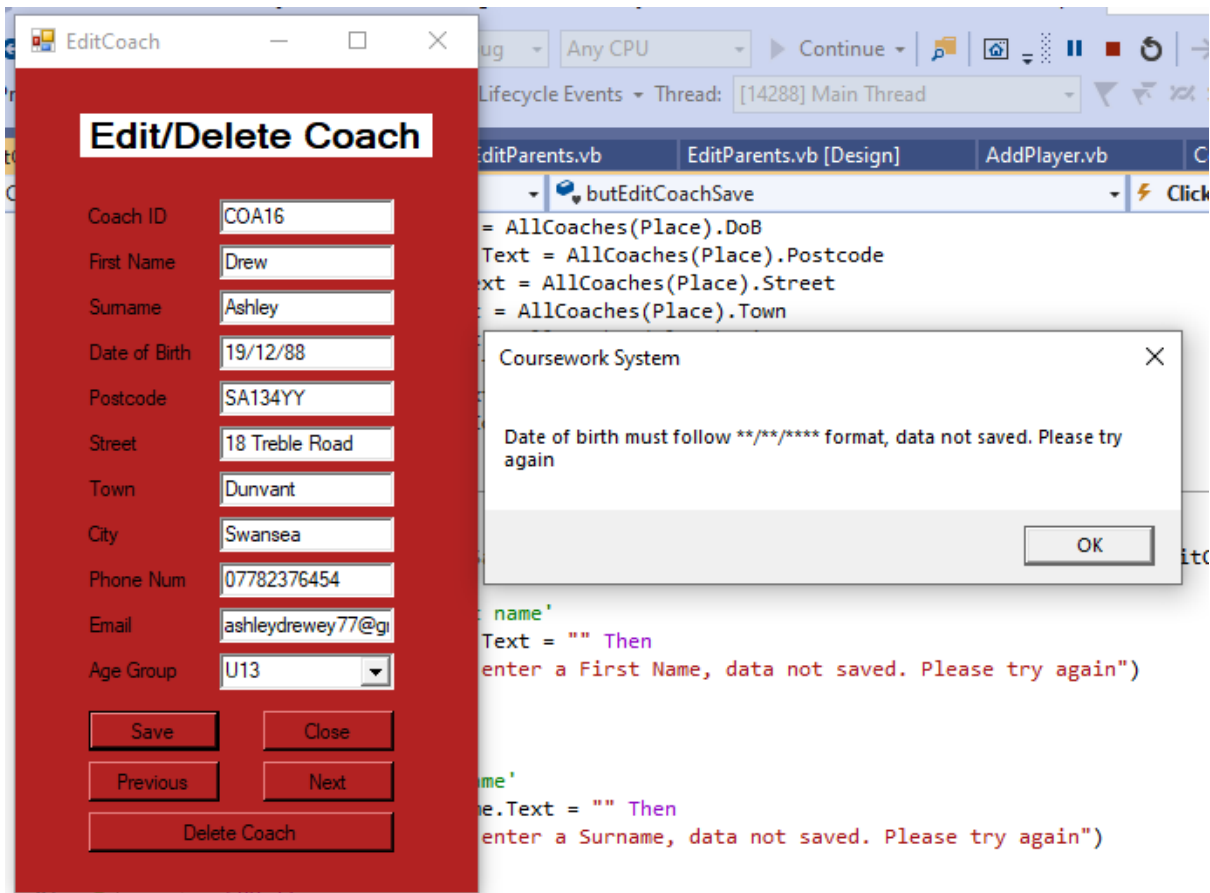 EditCoach
Any CPU
Continue
Lifecycle Events
Thread:
[14288] Main Thread
EditParents.vb [Design]
AddPlayer.vb
butEditCoachSave
Click
Edit/Delete Coach
Coach ID
COA16
First Name
Drew
Surname
Ashley
Date of Birth
19/12/88
Postcode
SA134YY
Street
18 Treble Road
Town
Dunvant
City
Swansea
Phone Num
07782376454
Email
ashleydrewey77@g
Age Group
U13
Save
Close
Previous
Next
Delete Coach
= AllCoaches(Place).DoB
Text = AllCoaches(Place).Postcode
ext = AllCoaches(Place).Street
= AllCoaches(Place).Town
Coursework System
Date of birth must follow **/**/**** format, data not saved. Please try
again
OK
name'
Text = "" Then
enter a First Name, data not saved. Please try again")
me'
e.Text = "" Then
enter a Surname, data not saved. Please try again")